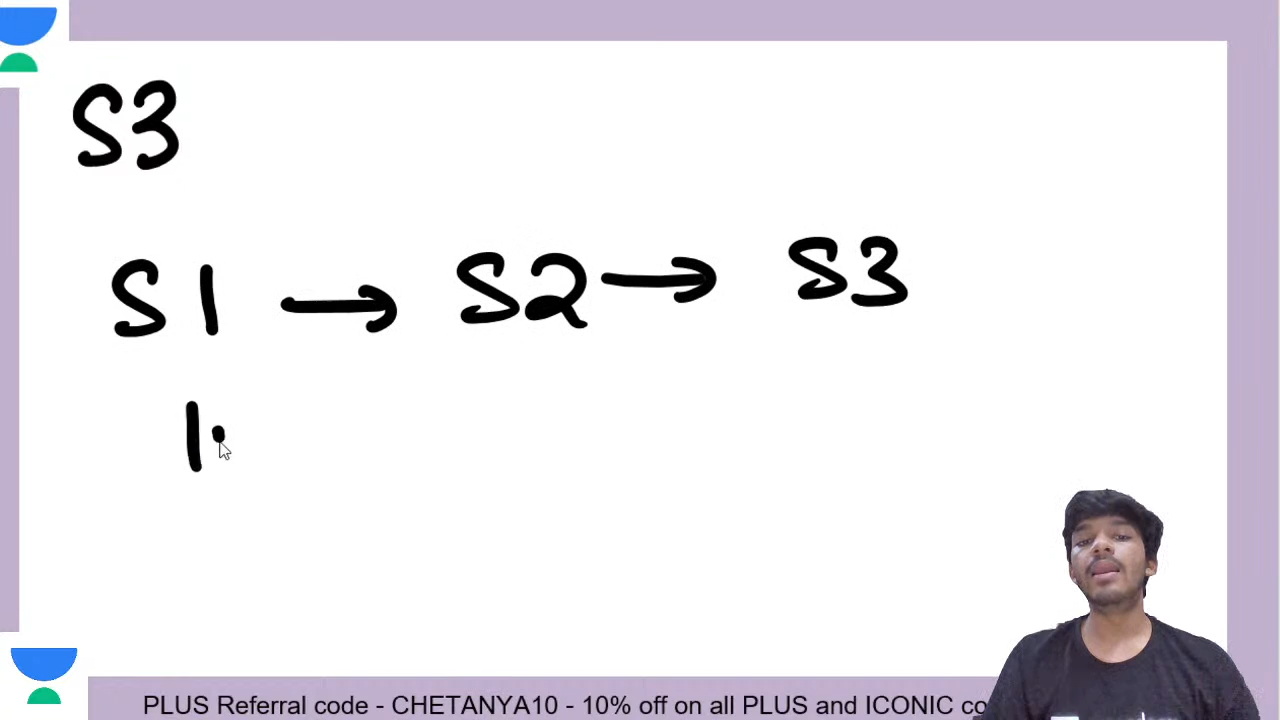 S3
S1 → S2 → S3
1.
PLUS Referral code - CHETANYA10 - 10% off on all PLUS and ICONIC co